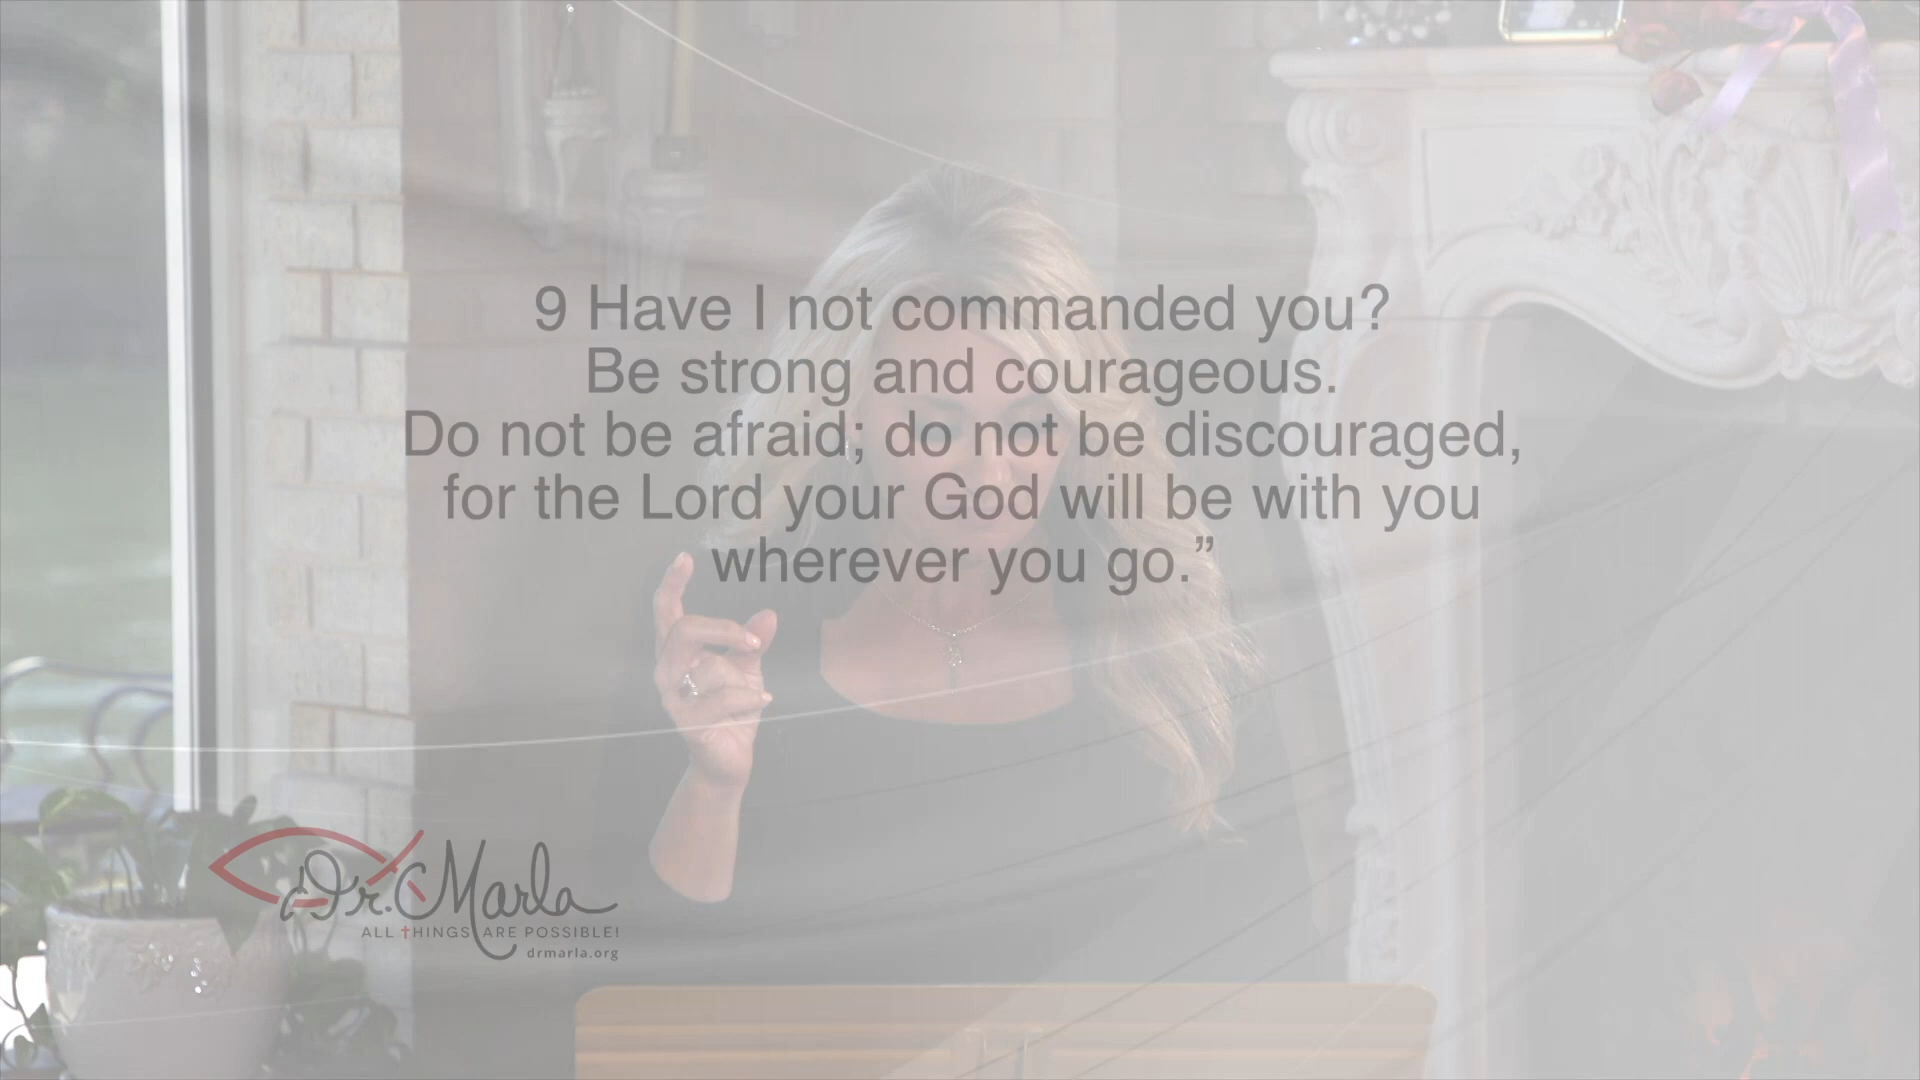 9 Have I not commanded you?
Be strong and courageous.
Do not be afraid; do not be discouraged,
for the Lord your God will be with you
wherever you go.”
Dr. Marla
ALL THINGS ARE POSSIBLE!
drmarla.org